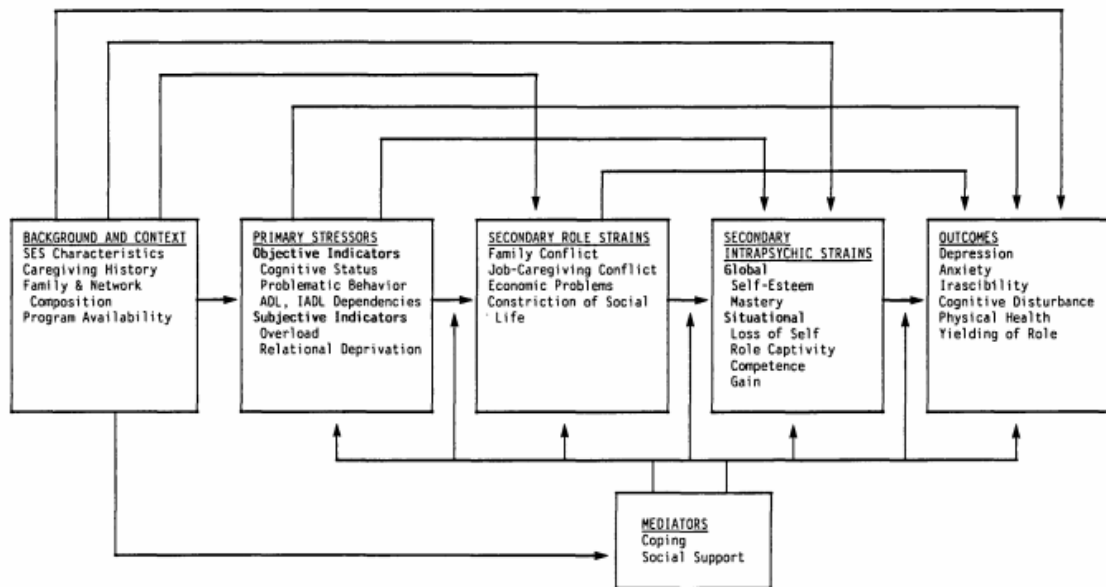 BACKGROUND AND CONTEXT
SES Characteristics
Caregiving History
Family & Network
Composition
Program Availability
PRIMARY STRESSORS
Objective Indicators
Cognitive Status
Problematic Behavior
ADL, IADL Dependencies
Subjective Indicators
Overload
Relational Deprivation
SECONDARY ROLE STRAINS
Family Conflict
Job-Caregiving Conflict
Economic Problems
Constriction of Social
Life
SECONDARY
INTRAPSYCHIC STRAINS
Global
Self-Esteem
Mastery
Situational
Loss of Self
Role Captivity
Competence
Gain
OUTCOMES
Depression
Anxiety
Irascibility
Cognitive Disturbance
Physical Health
Yielding of Role
MEDIATORS
Coping
Social Support